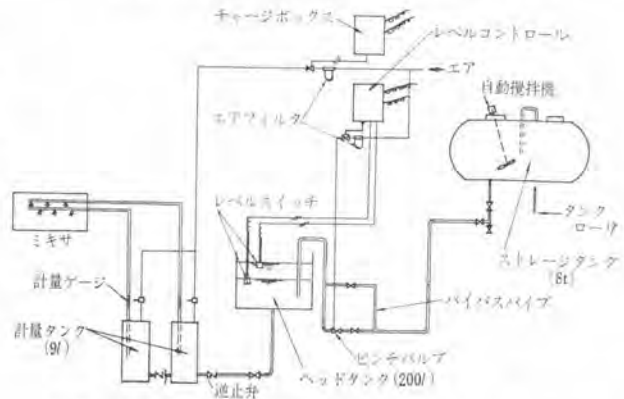 チャージボックス
レベルコントロール
エア
エアフィルタ
自動攪拌機
レベルスイッチ
ミキサ
タンク
ローリ
ストレージタンク
(8t)
計量ゲージ
バイパスパイプ
計量タンク
(9l)
ピンチバルブ
逆止弁
ヘッドタンク(200l)